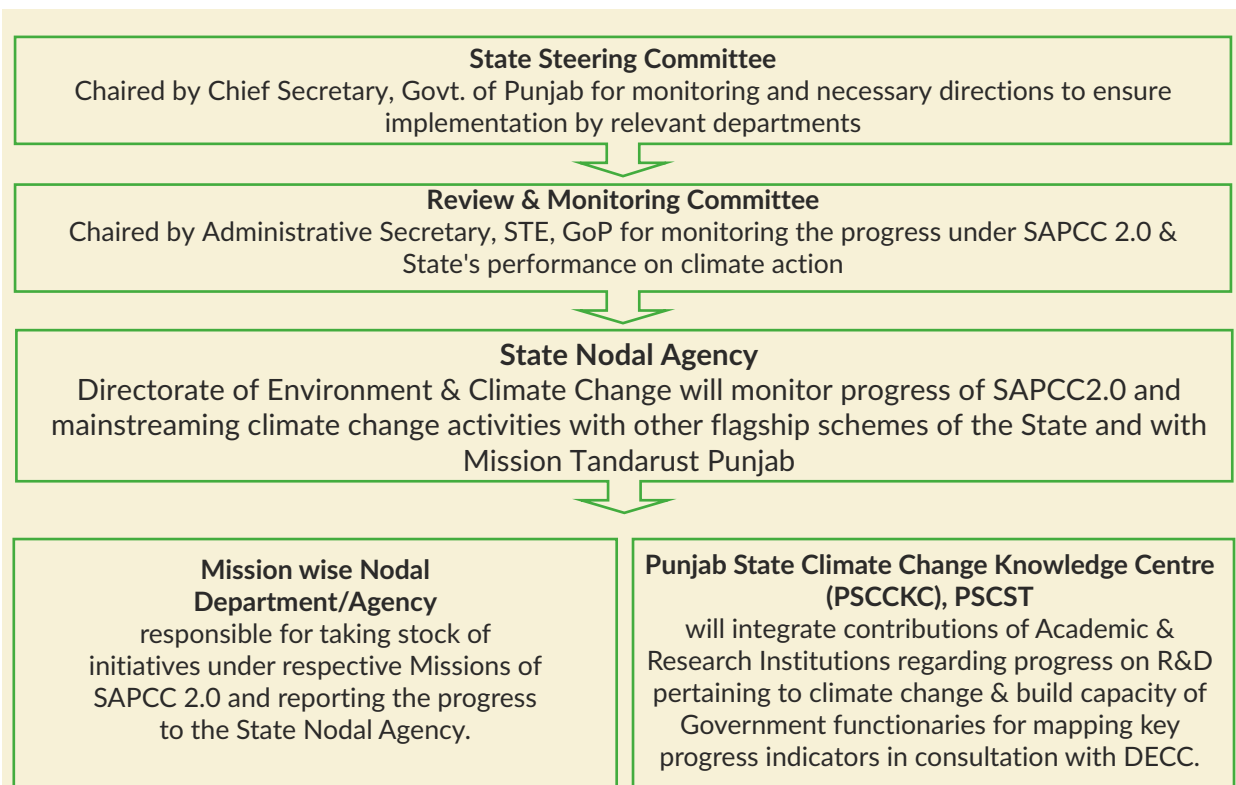 State Steering Committee
Chaired by Chief Secretary, Govt. of Punjab for monitoring and necessary directions to ensure
implementation by relevant departments
Review & Monitoring Committee
Chaired by Administrative Secretary, STE, GoP for monitoring the progress under SAPCC 2.0 &
State's performance on climate action
State Nodal Agency
Directorate of Environment & Climate Change will monitor progress of SAPCC2.0 and
mainstreaming climate change activities with other flagship schemes of the State and with
Mission Tandarust Punjab
Mission wise Nodal
Department/Agency
responsible for taking stock of
initiatives under respective Missions of
SAPCC 2.0 and reporting the progress
to the State Nodal Agency.
Punjab State Climate Change Knowledge Centre
(PSCCKC), PSCST
will integrate contributions of Academic &
Research Institutions regarding progress on R&D
pertaining to climate change & build capacity of
Government functionaries for mapping key
progress indicators in consultation with DECC.